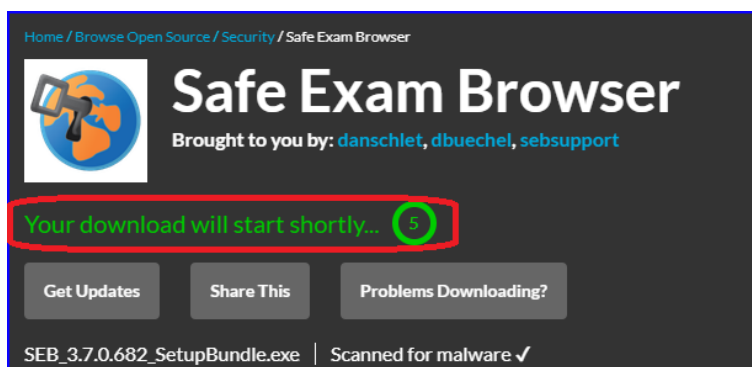 Home / Browse Open Source / Security / Safe Exam Browser
Safe Exam Browser
Brought to you by: danschlet, dbuechel, sebsupport
Your download will start shortly... 5
Get Updates Share This Problems Downloading?
SEB_3.7.0.682_SetupBundle.exe | Scanned for malware ✓